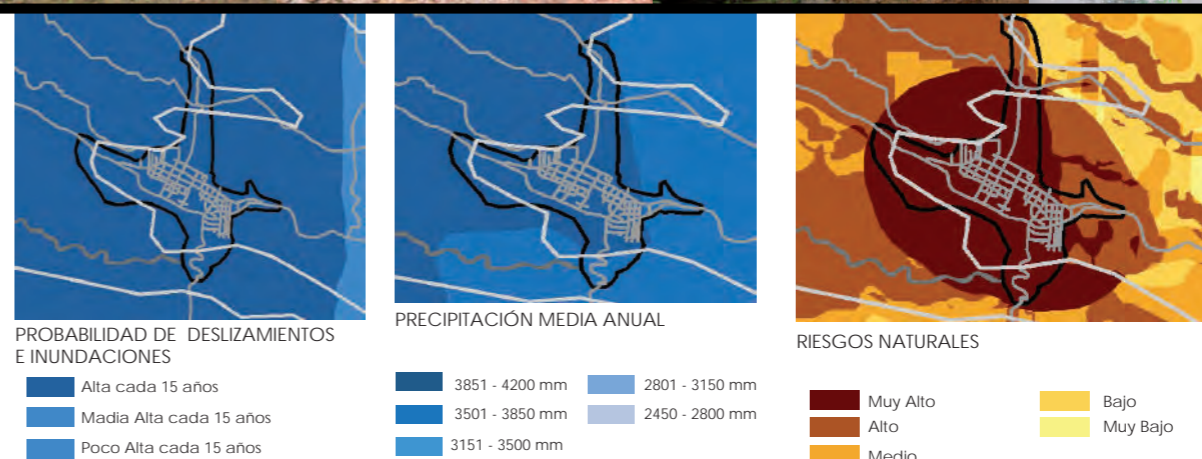 PROBABILIDAD DE DESLIZAMIENTOS
E INUNDACIONES
Alta cada 15 años
Madia Alta cada 15 años
Poco Alta cada 15 años
PRECIPITACIÓN MEDIA ANUAL
3851 - 4200 mm
3501 - 3850 mm
3151 - 3500 mm
2801 - 3150 mm
2450 - 2800 mm
RIESGOS NATURALES
Muy Alto
Alto
Medio
Bajo
Muy Bajo